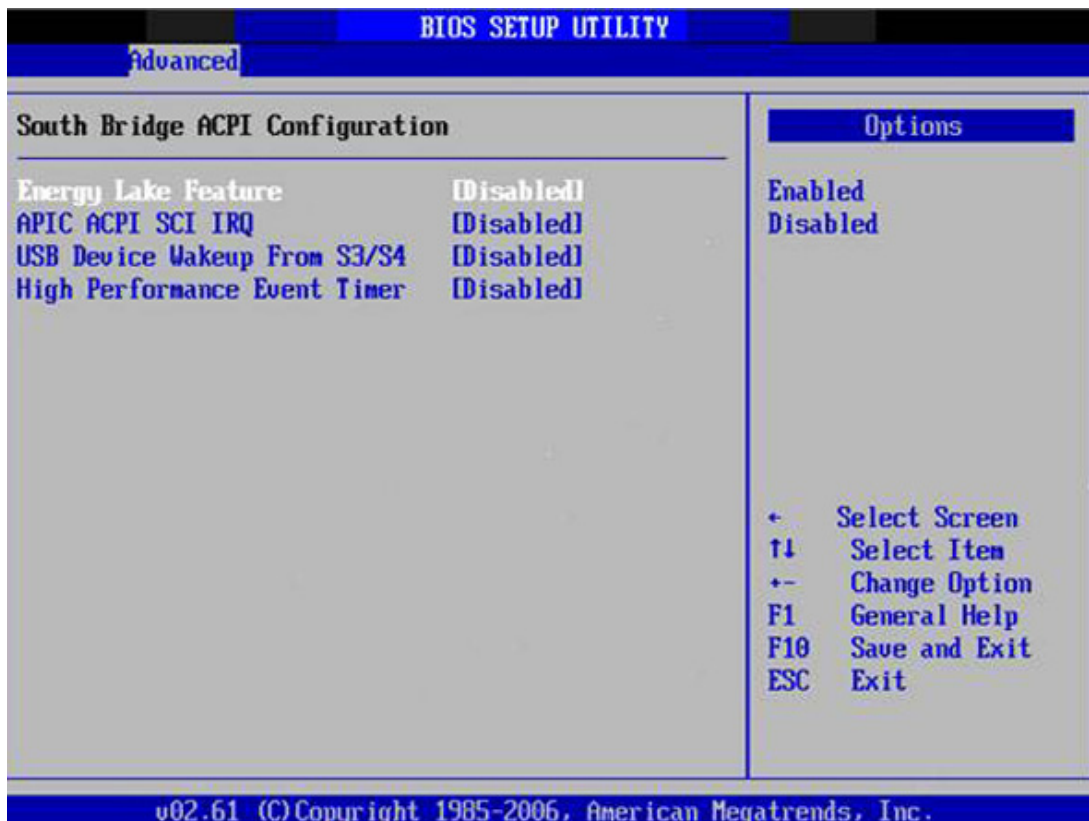 BIOS SETUP UTILITY
Advanced
South Bridge ACPI Configuration
Energy Lake Feature [Disabled]
APIC ACPI SCI IRQ [Disabled]
USB Device Wakeup From S3/S4 [Disabled]
High Performance Event Timer [Disabled]
Options
Enabled
Disabled
← Select Screen
↑↓ Select Item
+- Change Option
F1 General Help
F10 Save and Exit
ESC Exit
v02.61 (C)Copyright 1985-2006, American Megatrends, Inc.